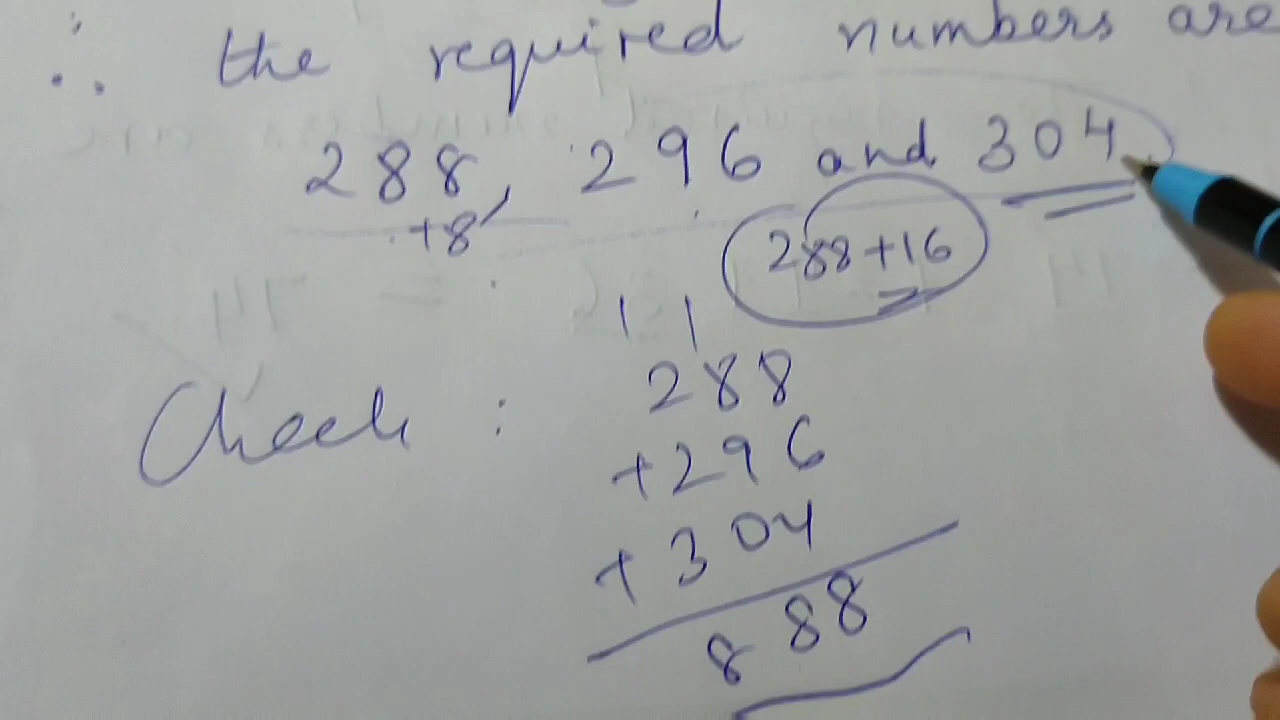 ∴ the required numbers are
288, 296 and 304
+8
288+16
1 1
Check : 288
+296
+304
888